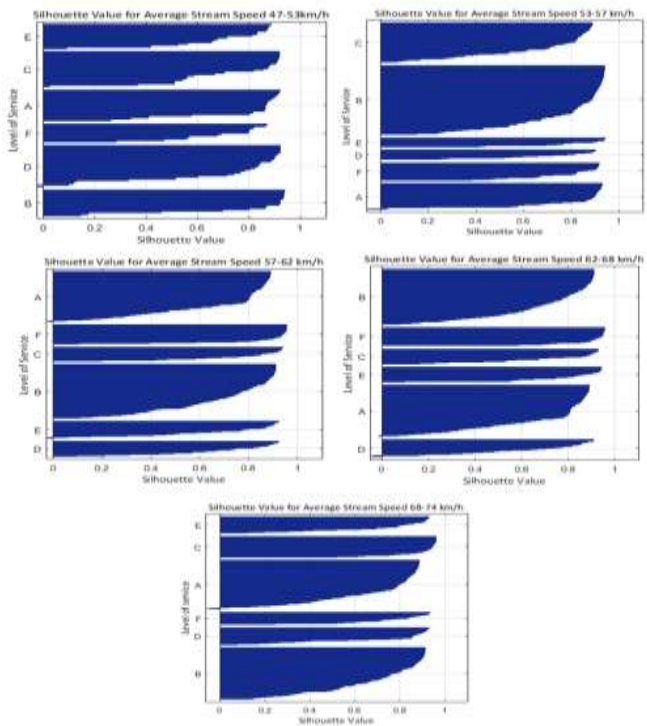 Silhouette Value for Average Stream Speed 47-53km/h
Level of Service
E
C
A
F
D
B
0 0.2 0.4 0.6 0.8 1
Silhouette Value
Silhouette Value for Average Stream Speed 53-57 km/h
Level of Service
C
B
E
D
F
A
0 0.2 0.4 0.6 0.8 1
Silhouette Value
Silhouette Value for Average Stream Speed 57-62 km/h
Level of Service
A
F
C
B
E
D
0 0.2 0.4 0.6 0.8 1
Silhouette Value
Silhouette Value for Average Stream Speed 62-68 km/h
Level of Service
B
F
C
E
A
D
0 0.2 0.4 0.6 0.8 1
Silhouette Value
Silhouette Value for Average Stream Speed 68-74 km/h
Level of service
E
C
A
F
D
B
0 0.2 0.4 0.6 0.8 1
Silhouette Value